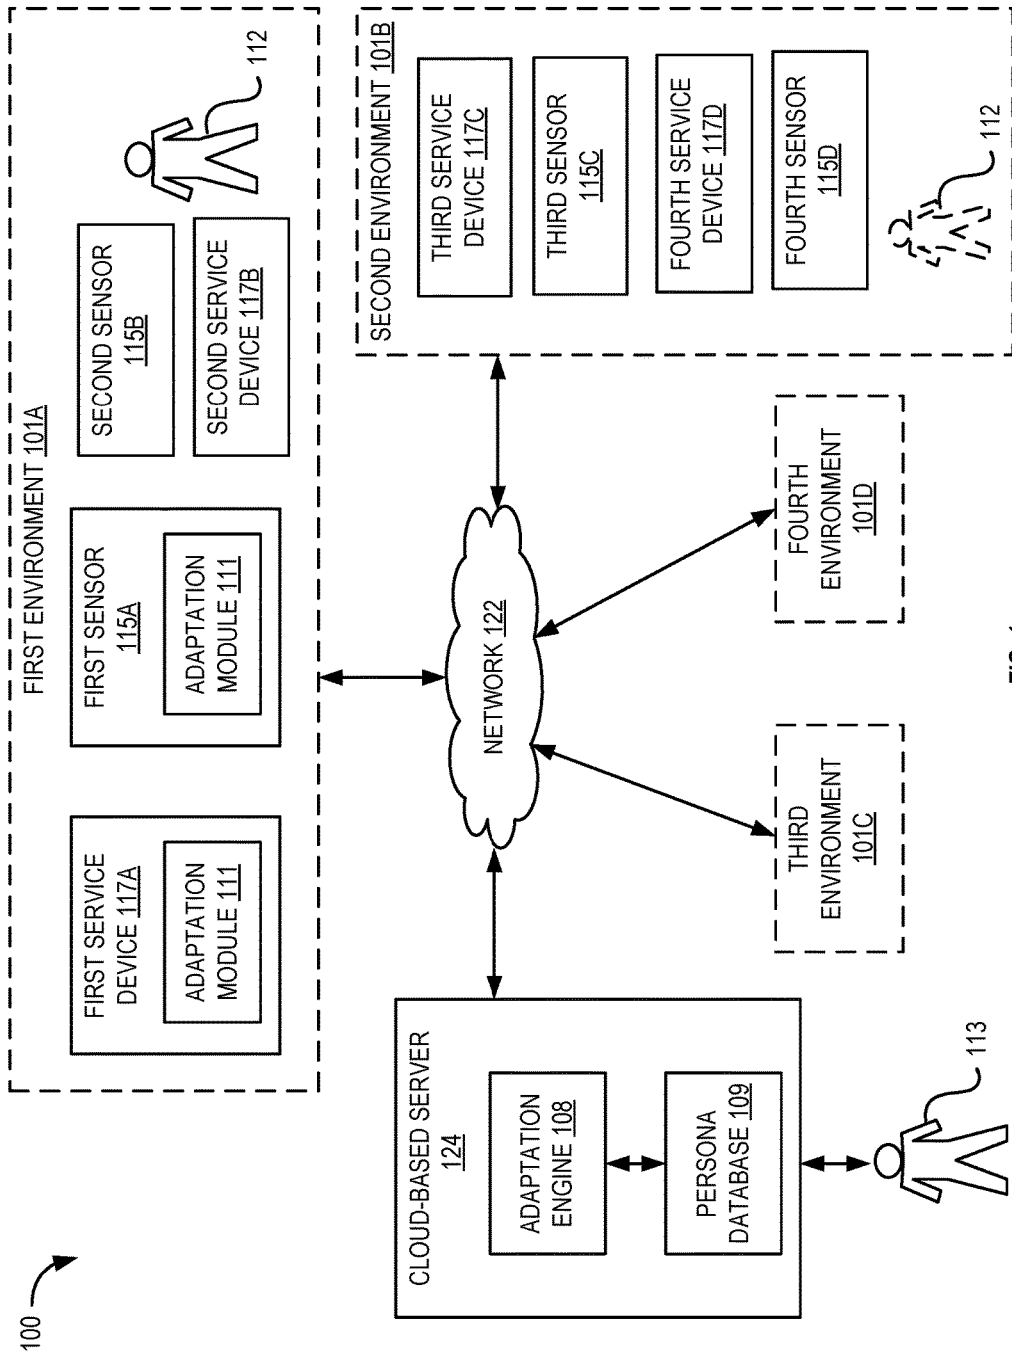 100
FIRST ENVIRONMENT 101A
FIRST SERVICE
DEVICE 117A
ADAPTATION
MODULE 111
FIRST SENSOR
115A
ADAPTATION
MODULE 111
SECOND SENSOR
115B
SECOND SERVICE
DEVICE 117B
112
CLOUD-BASED SERVER
124
ADAPTATION
ENGINE 108
PERSONA
DATABASE 109
113
NETWORK 122
THIRD
ENVIRONMENT
101C
FOURTH
ENVIRONMENT
101D
SECOND ENVIRONMENT 101B
THIRD SERVICE
DEVICE 117C
THIRD SENSOR
115C
FOURTH SERVICE
DEVICE 117D
FOURTH SENSOR
115D
112